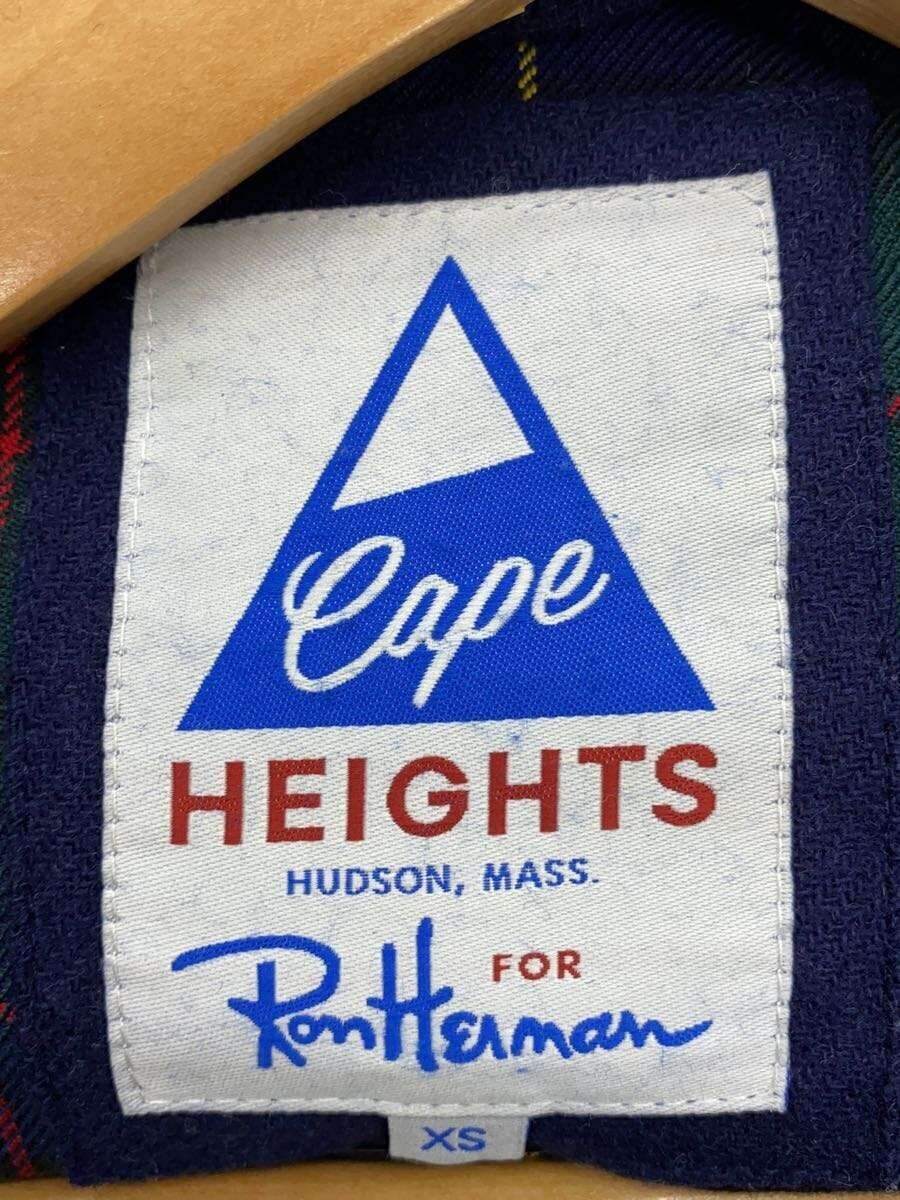 Cape
HEIGHTS
HUDSON, MASS.
FOR
Ron Herman
XS